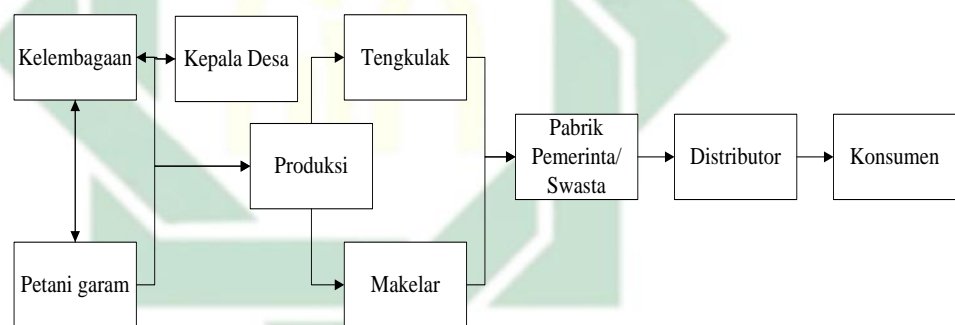 Kelembagaan
Kepala Desa
Tengkulak
Produksi
Pabrik
Pemerinta/
Swasta
Distributor
Konsumen
Petani garam
Makelar